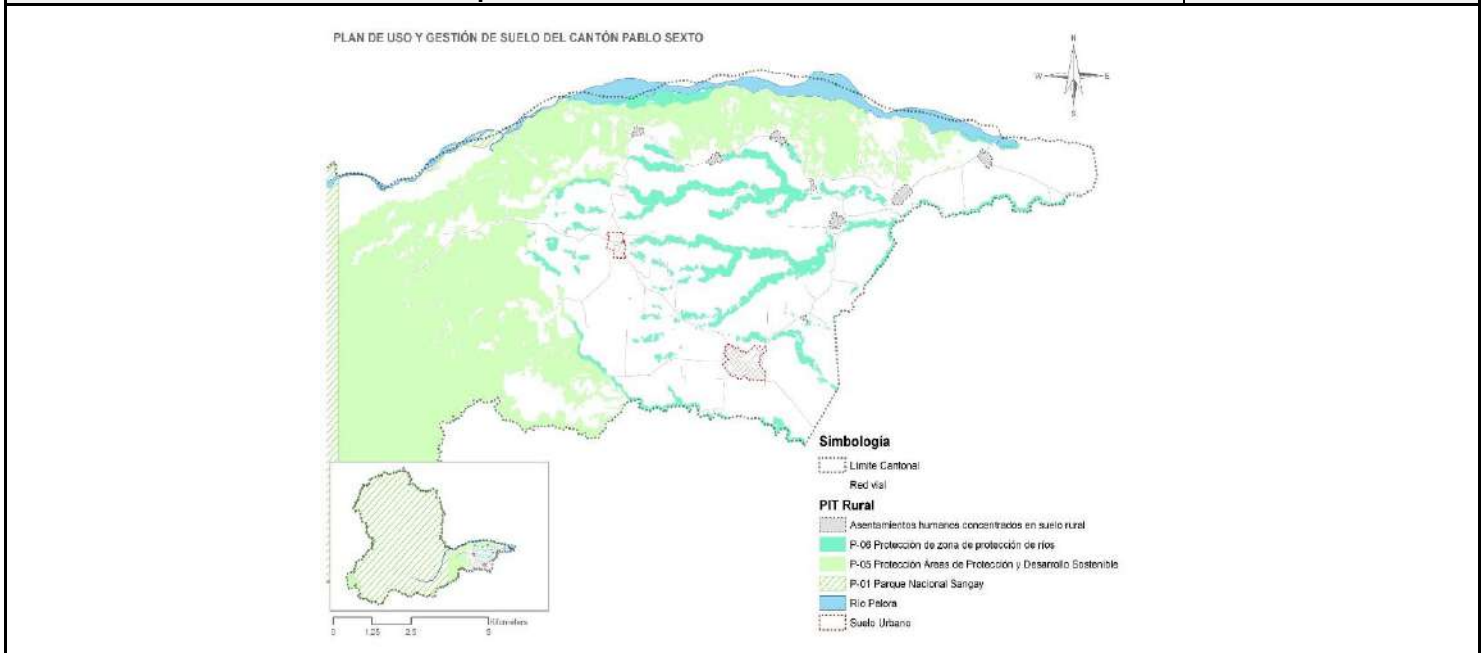 PLAN DE USO Y GESTIÓN DE SUELO DEL CANTÓN PABLO SEXTO
N
W E
S
Simbología
Limite Cantonal
Red vial
PIT Rural
Asentamientos humanos concentrados en suelo rural
P-06 Protección de zona de protección de ríos
P-05 Protección Áreas de Protección y Desarrollo Sostenible
P-01 Parque Nacional Sangay
Rio Palora
Suelo Urbano
Kilometers
0 1,25 2,5 5